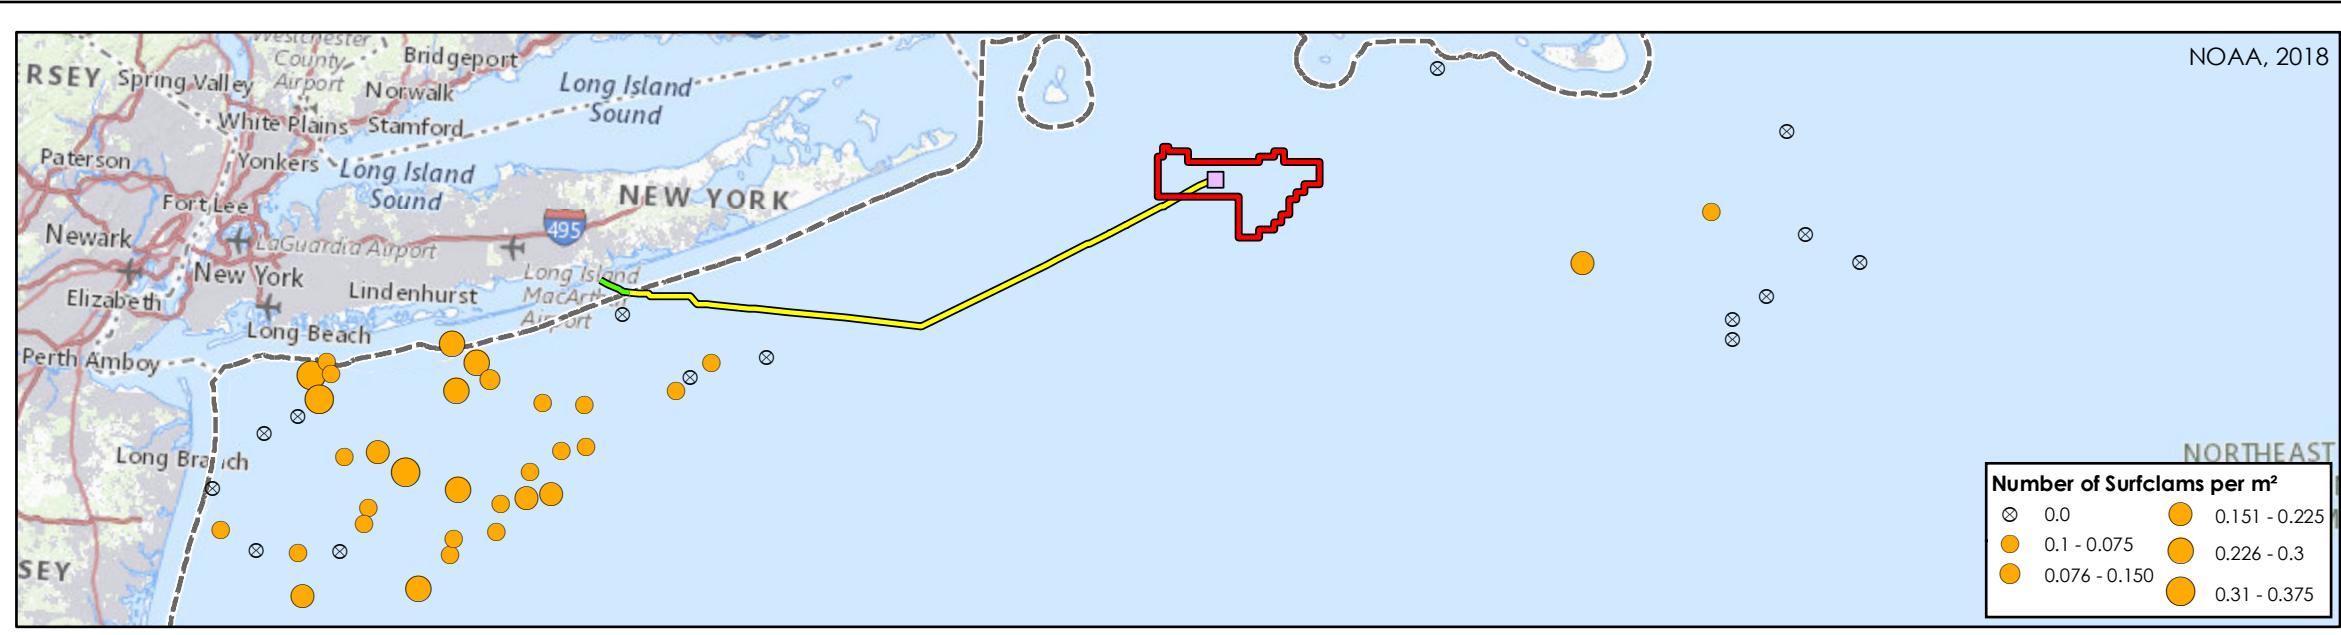 Westchester
County
Airport
Bridgeport
NOAA, 2018
RSEY
Spring Valley
Norwalk
Long Island
Sound
White Plains
Stamford
Paterson
Yonkers
Long Island
Sound
NEW YORK
Fort Lee
495
Newark
LaGuardia Airport
New York
Long Island
MacArthur
Airport
Elizabeth
Lindenhurst
Long Beach
Perth Amboy
Long Branch
NORTHEAST
SEY
Number of Surfclams per m²
0.0
0.1 - 0.075
0.076 - 0.150
0.151 - 0.225
0.226 - 0.3
0.31 - 0.375